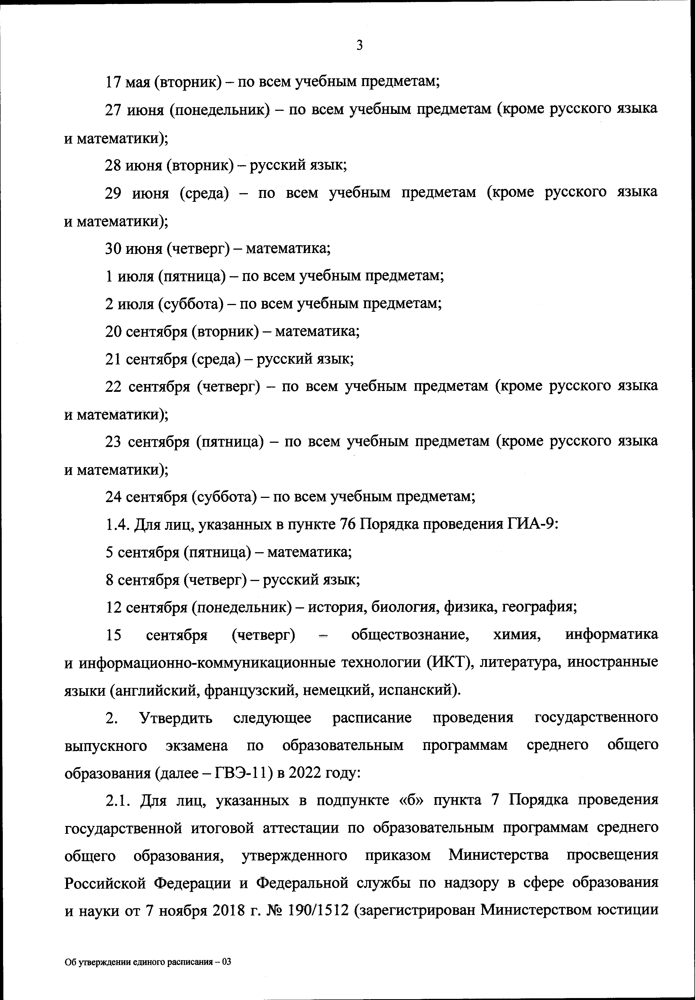 3
17 мая (вторник) – по всем учебным предметам;
27 июня (понедельник) – по всем учебным предметам (кроме русского языка
и математики);
28 июня (вторник) – русский язык;
29 июня (среда) – по всем учебным предметам (кроме русского языка
и математики);
30 июня (четверг) – математика;
1 июля (пятница) – по всем учебным предметам;
2 июля (суббота) – по всем учебным предметам;
20 сентября (вторник) – математика;
21 сентября (среда) – русский язык;
22 сентября (четверг) – по всем учебным предметам (кроме русского языка
и математики);
23 сентября (пятница) – по всем учебным предметам (кроме русского языка
и математики);
24 сентября (суббота) – по всем учебным предметам;
1.4. Для лиц, указанных в пункте 76 Порядка проведения ГИА-9:
5 сентября (пятница) – математика;
8 сентября (четверг) – русский язык;
12 сентября (понедельник) – история, биология, физика, география;
15 сентября (четверг) – обществознание, химия, информатика
и информационно-коммуникационные технологии (ИКТ), литература, иностранные
языки (английский, французский, немецкий, испанский).
2. Утвердить следующее расписание проведения государственного
выпускного экзамена по образовательным программам среднего общего
образования (далее – ГВЭ-11) в 2022 году:
2.1. Для лиц, указанных в подпункте «б» пункта 7 Порядка проведения
государственной итоговой аттестации по образовательным программам среднего
общего образования, утвержденного приказом Министерства просвещения
Российской Федерации и Федеральной службы по надзору в сфере образования
и науки от 7 ноября 2018 г. № 190/1512 (зарегистрирован Министерством юстиции
Об утверждении единого расписания – 03